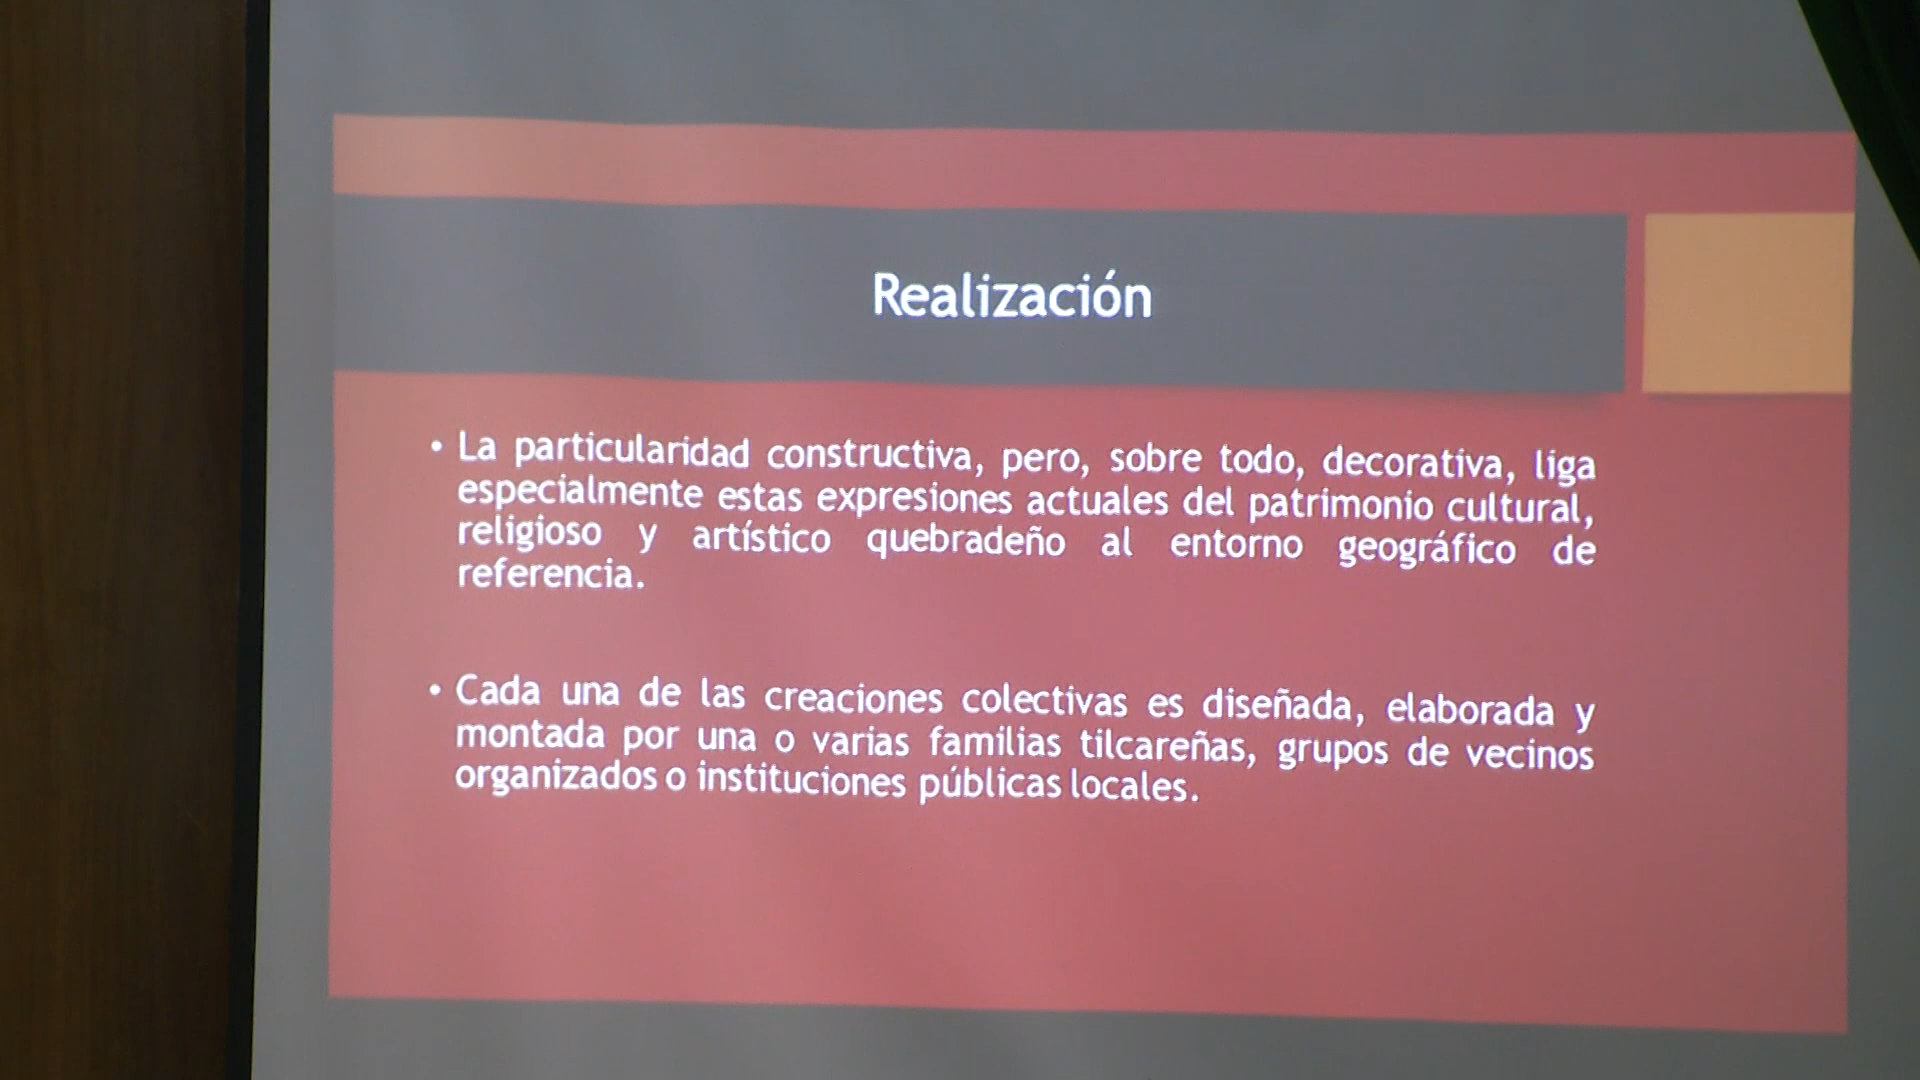 Realización
• La particularidad constructiva, pero, sobre todo, decorativa, liga
especialmente estas expresiones actuales del patrimonio cultural,
religioso y artístico quebradeño al entorno geográfico de
referencia.
• Cada una de las creaciones colectivas es diseñada, elaborada y
montada por una o varias familias tilcareñas, grupos de vecinos
organizados o instituciones públicas locales.